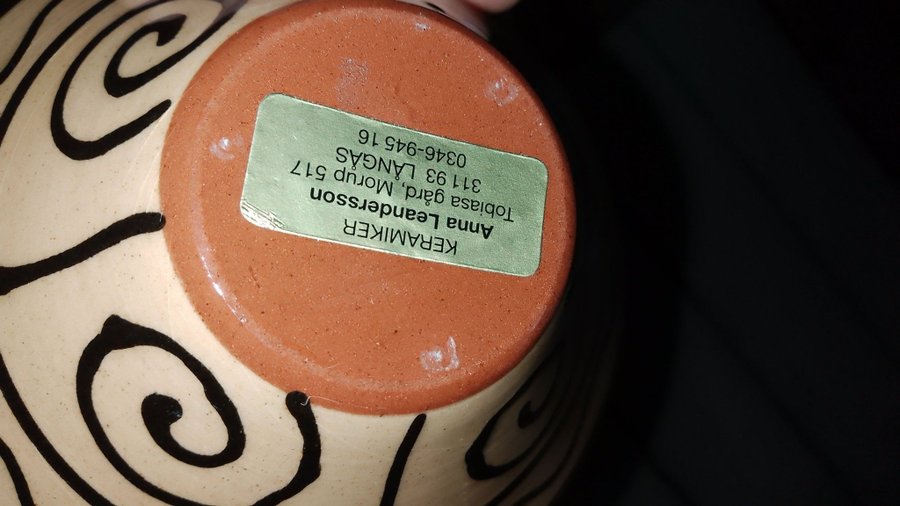 KERAMIKER
Anna Leandersson
Tobiasa gård, Morup 517
311 93 LÅNGÅS
0346-945 16